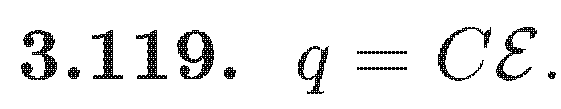 3.119. q = Cℰ.